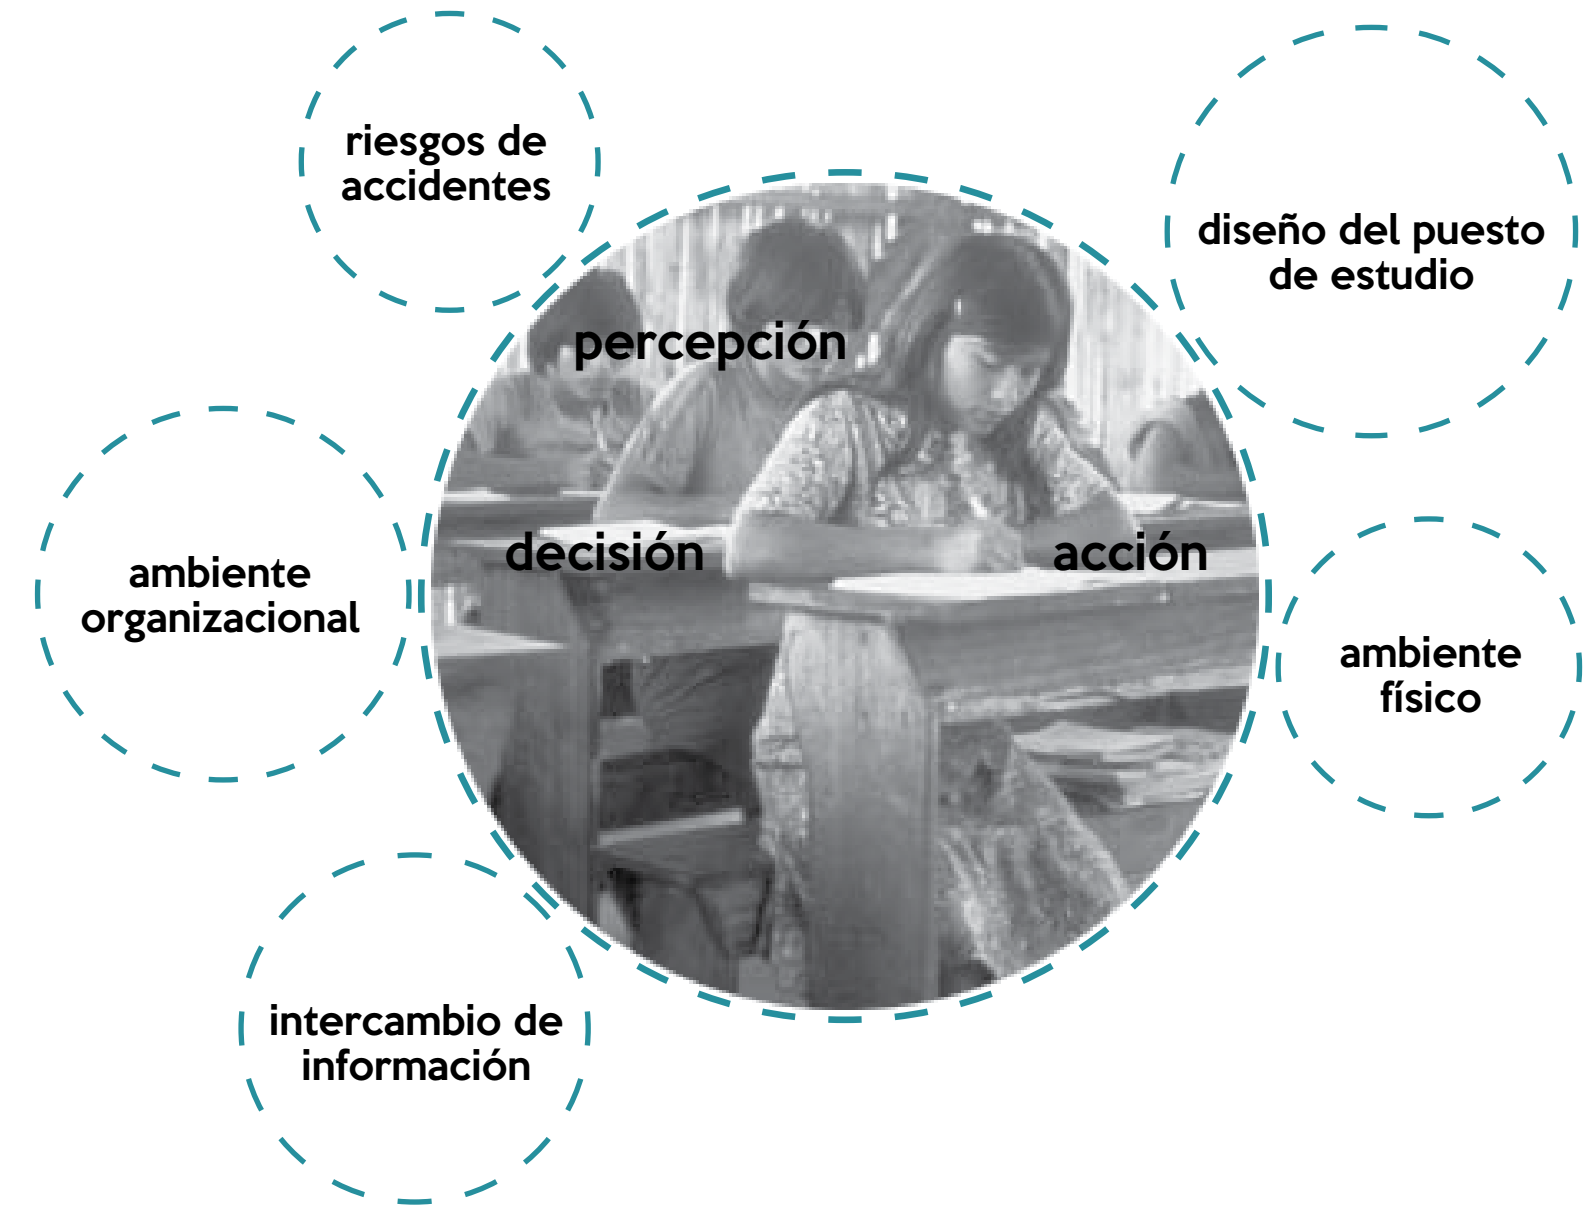 riesgos de
accidentes
diseño del puesto
de estudio
percepción
decisión
acción
ambiente
organizacional
ambiente
físico
intercambio de
información